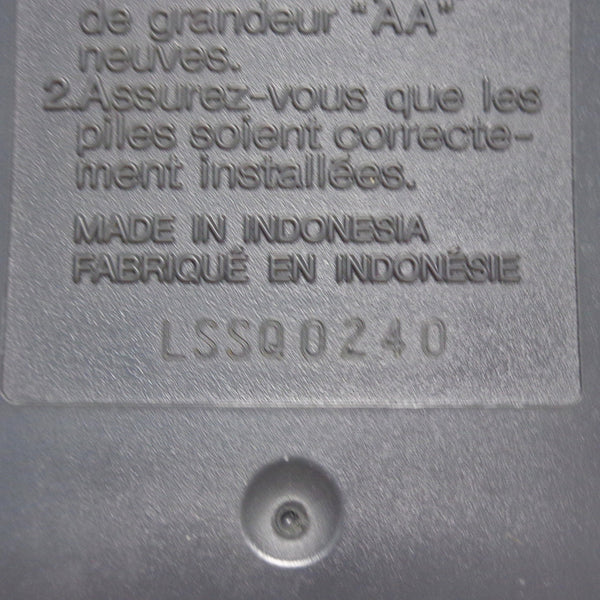 de grandeur "AA"
neuves.
2.Assurez-vous que les
piles soient correcte-
ment installées.
MADE IN INDONESIA
FABRIQUÉ EN INDONÉSIE
LSSQ0240